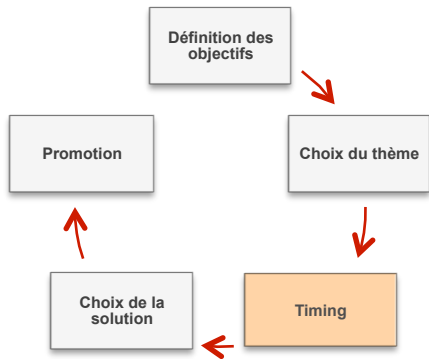 Définition des
objectifs
Choix du thème
Timing
Choix de la
solution
Promotion